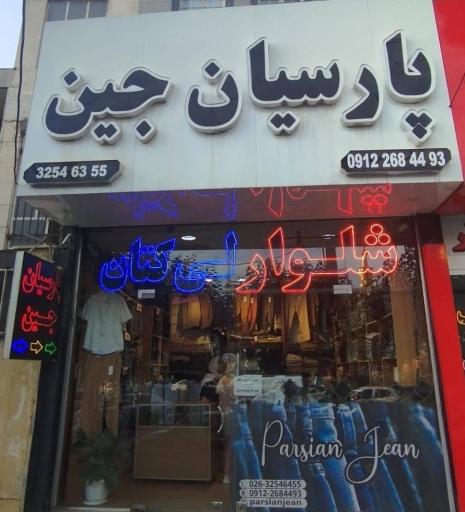 پارسیان جین
3254 63 55
0912 268 44 93
شلوار لی کتان
پارسیان
جین
Parsian Jean
026-32546455
0912-2684493
parsianjean